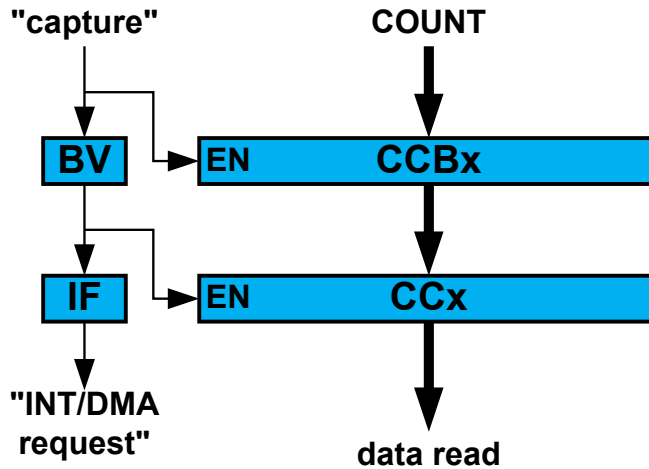 "capture"
COUNT
BV
EN
CCBx
IF
EN
CCx
"INT/DMA
request"
data read